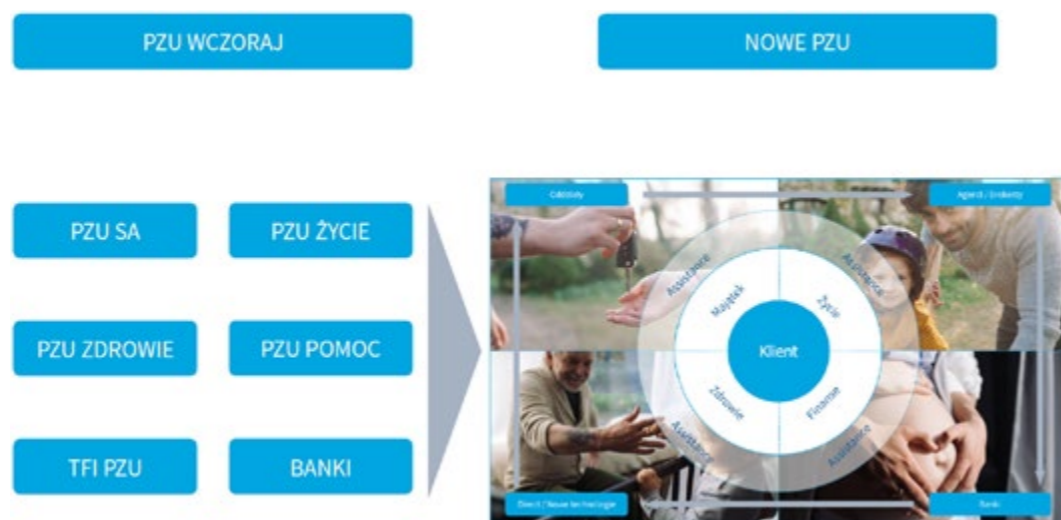 PZU WCZORAJ
NOWE PZU
PZU SA
PZU ŻYCIE
PZU ZDROWIE
PZU POMOC
TFI PZU
BANKI
Oddziały
Agenci / Brokerzy
Assistance
Assistance
Majątek
Życie
Klient
Zdrowie
Finanse
Assistance
Assistance
Direct / Nowe technologie
Banki